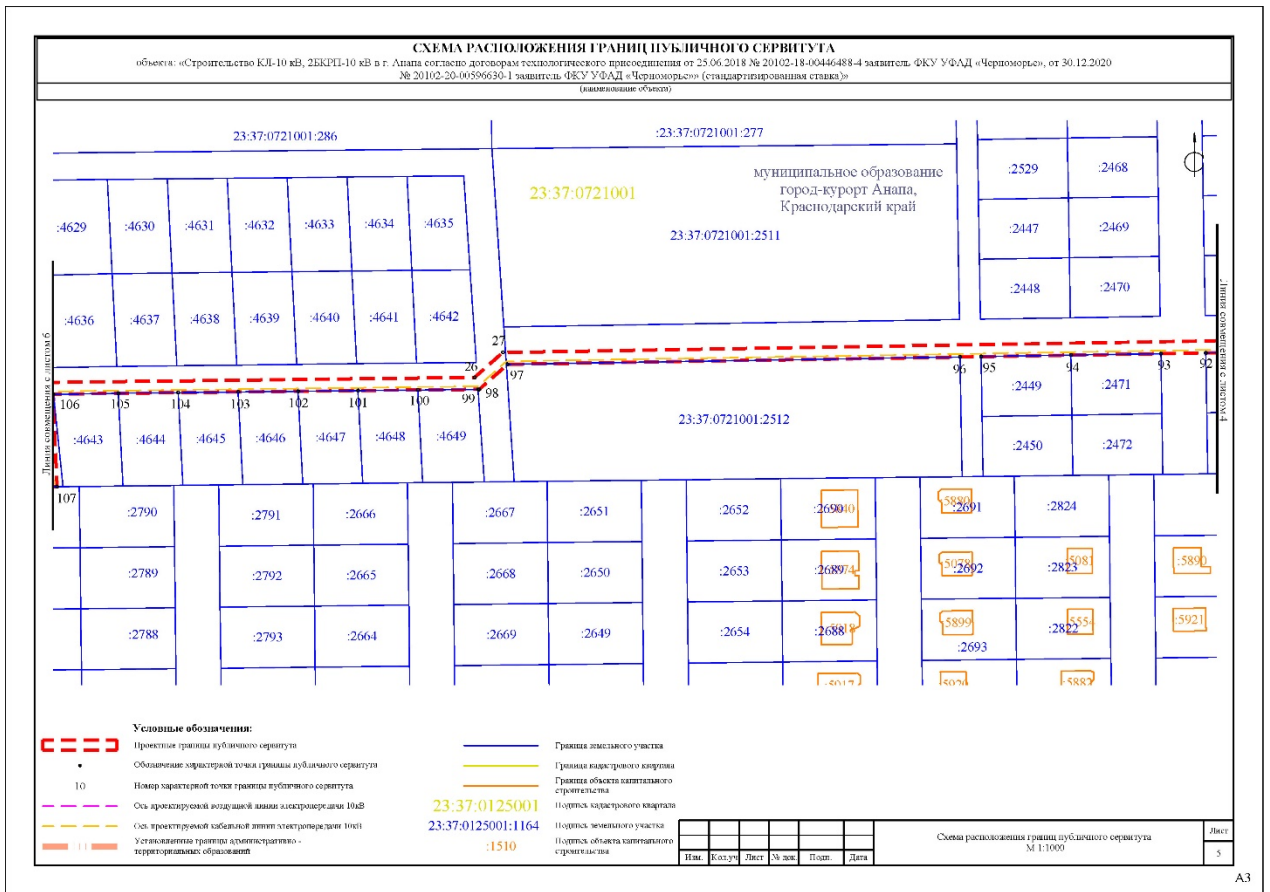 СХЕМА РАСПОЛОЖЕНИЯ ГРАНИЦ ПУБЛИЧНОГО СЕРВИТУТА
объекта: «Строительство КЛ-10 кВ, 2БКРП-10 кВ в г. Анапа согласно договорам технологического присоединения от 25.06.2018 № 20102-18-00446488-4 заявитель ФКУ УФАД «Черноморье», от 30.12.2020
№ 20102-20-00596630-1 заявитель ФКУ УФАД «Черноморье»» (стандартизированная ставка)»
(наименование объекта)
23:37:0721001:286
:23:37:0721001:277
23:37:0721001
муниципальное образование
город-курорт Анапа,
Краснодарский край
23:37:0721001:2511
:2529 :2468
:4629 :4630 :4631 :4632 :4633 :4634 :4635
:2447 :2469
:2448 :2470
:4636 :4637 :4638 :4639 :4640 :4641 :4642
Линия совмещения с листом 6
Линия совмещения с листом 4
27
26 97 96 95 94 93 92
106 105 104 103 102 101 100 99 98
:2449 :2471
23:37:0721001:2512
:4643 :4644 :4645 :4646 :4647 :4648 :4649
:2450 :2472
107
:2790 :2791 :2666 :2667 :2651 :2652 :2690 :2691 :2824
:5880
:2789 :2792 :2665 :2668 :2650 :2653 :2689 :5078 :2692 :2823 :5081 :5890
:2788 :2793 :2664 :2669 :2649 :2654 :2688 :5899 :2822 :5921
:2693
:5017 :5882
Условные обозначения:
Проектные границы публичного сервитута
Обозначение характерной точки границы публичного сервитута
10 Номер характерной точки границы публичного сервитута
Ось проектируемой воздушной линии электропередачи 10кВ
Ось проектируемой кабельной линии электропередачи 10кВ
Установленные границы административно -
территориальных образований
Граница земельного участка
Граница кадастрового квартала
Граница объекта капитального
строительства
23:37:0125001 Подпись кадастрового квартала
23:37:0125001:1164 Подпись земельного участка
:1510 Подпись объекта капитального
строительства
Изм. Кол.уч Лист № док. Подп. Дата
Схема расположения границ публичного сервитута
М 1:1000
Лист
5
А3